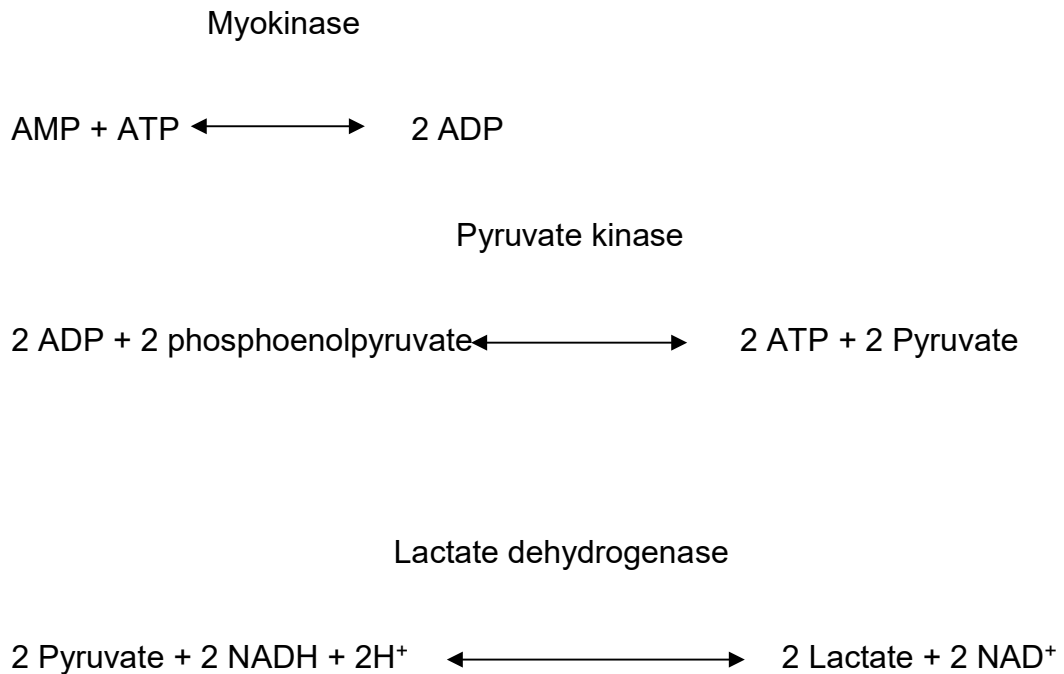 Myokinase
AMP + ATP 2 ADP
Pyruvate kinase
2 ADP + 2 phosphoenolpyruvate 2 ATP + 2 Pyruvate
Lactate dehydrogenase
2 Pyruvate + 2 NADH + 2H⁺ 2 Lactate + 2 NAD⁺